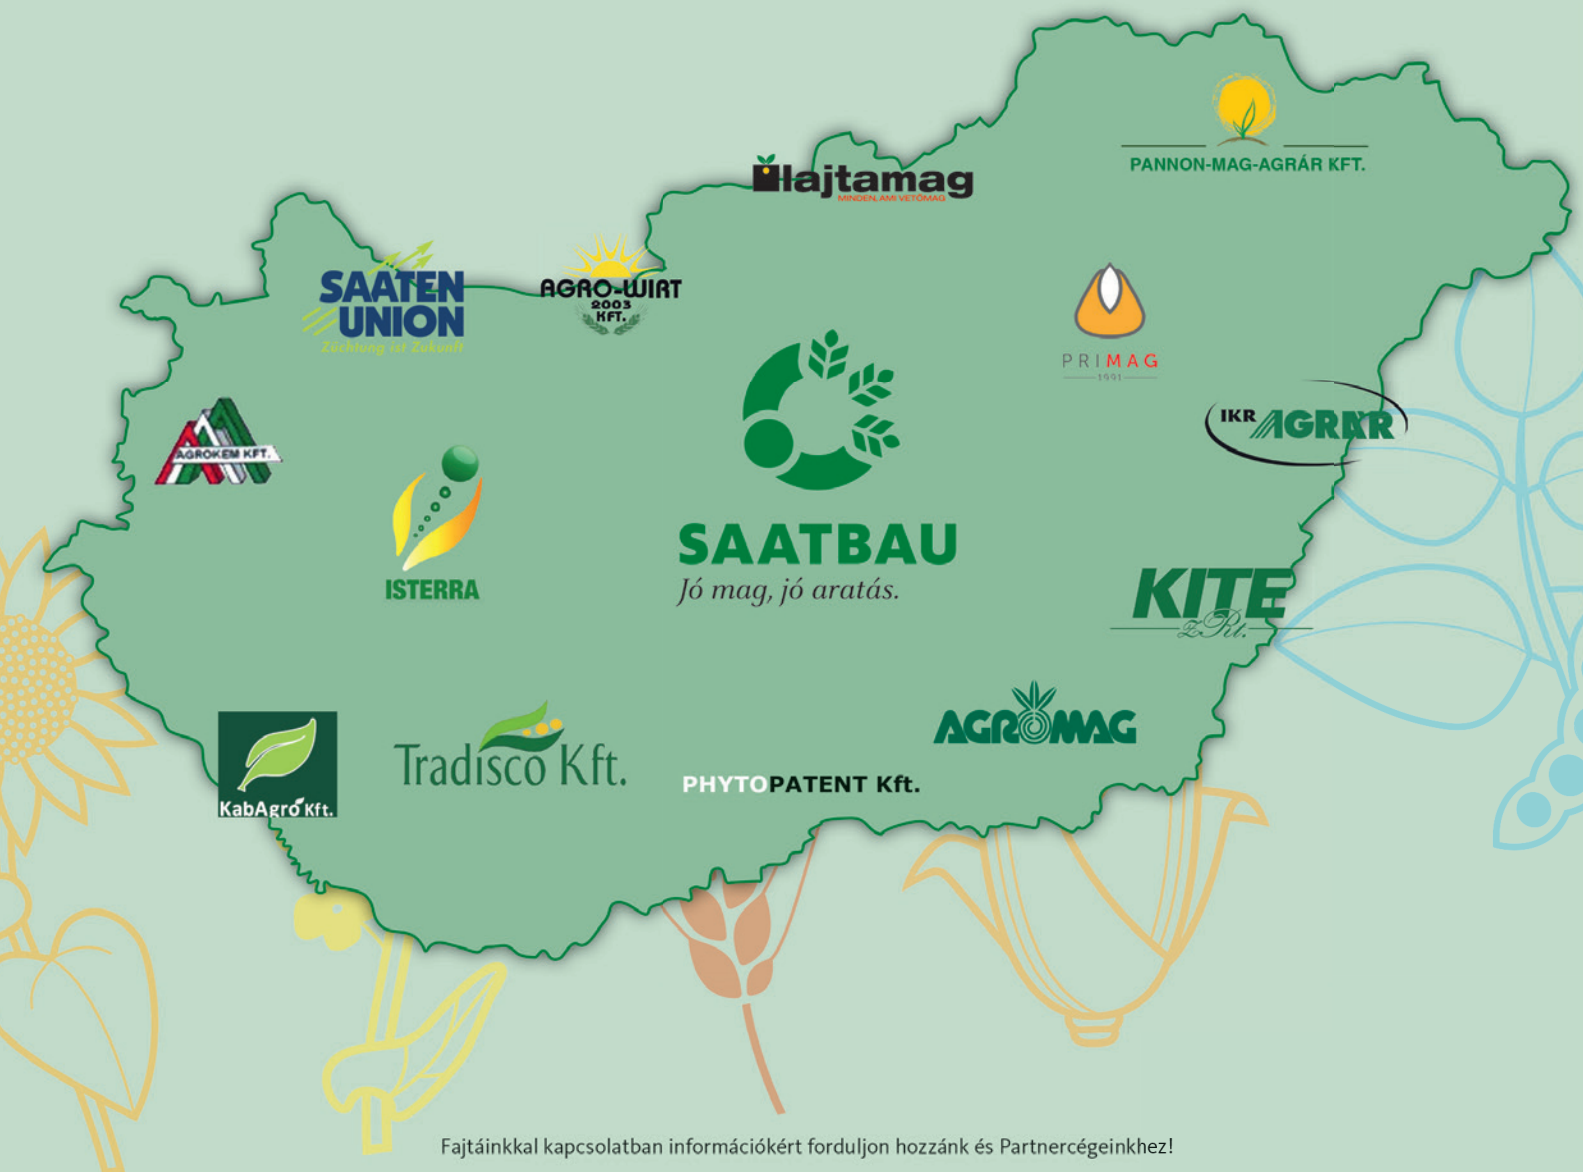 PANNON-MAG-AGRÁR KFT.
lajtamag
MINDEN, AMI VETŐMAG
SAATEN
UNION
Züchtung ist Zukunft
AGRO-WIRT
2003
KFT.
PRIMAG
1991
AGROKEM KFT.
IKR AGRÁR
ISTERRA
SAATBAU
Jó mag, jó aratás.
KITE
zRt.
AGROMAG
KabAgro Kft.
Tradisco Kft.
PHYTOPATENT Kft.
Fajtáinkkal kapcsolatban információkért forduljon hozzánk és Partnercégeinkhez!